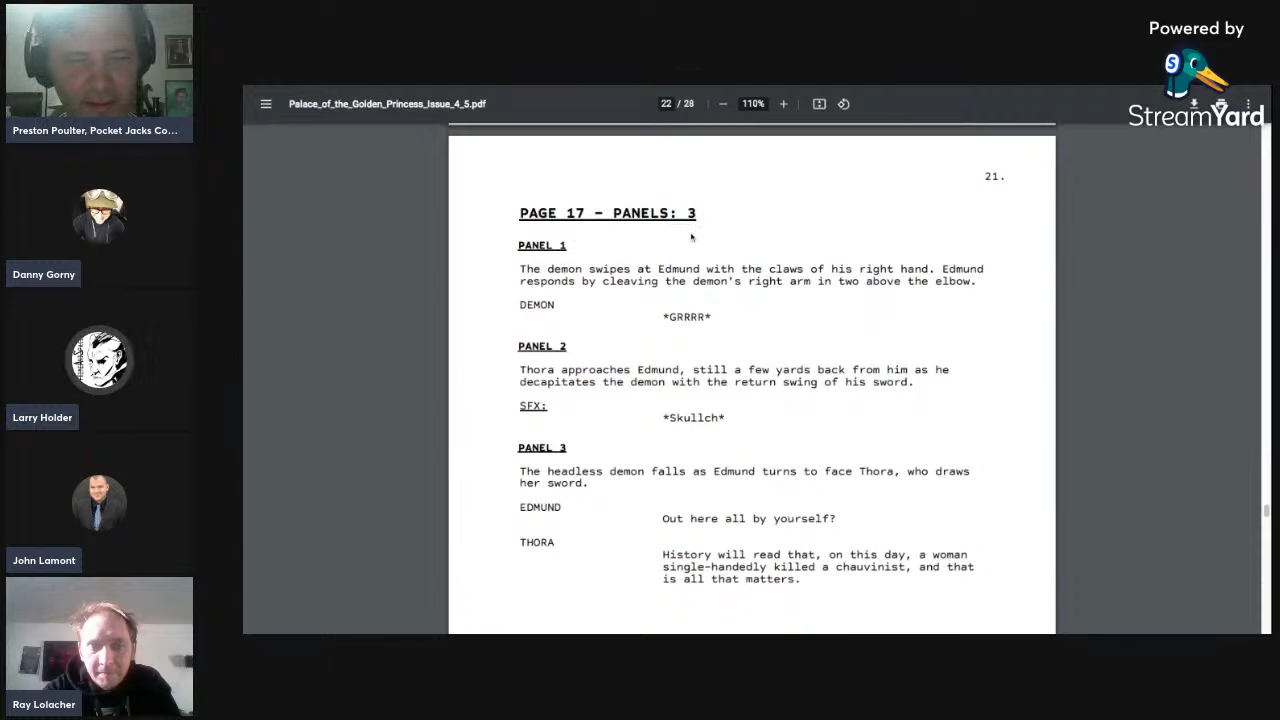 Powered by
S
StreamYard
Palace_of_the_Golden_Princess_Issue_4_5.pdf
22 / 28
110%
Preston Poulter, Pocket Jacks Co...
Danny Gorny
Larry Holder
John Lamont
Ray Lolacher
21.
PAGE 17 - PANELS: 3
PANEL 1
The demon swipes at Edmund with the claws of his right hand. Edmund
responds by cleaving the demon's right arm in two above the elbow.
DEMON
*GRRRR*
PANEL 2
Thora approaches Edmund, still a few yards back from him as he
decapitates the demon with the return swing of his sword.
SFX:
*Skullch*
PANEL 3
The headless demon falls as Edmund turns to face Thora, who draws
her sword.
EDMUND
Out here all by yourself?
THORA
History will read that, on this day, a woman
single-handedly killed a chauvinist, and that
is all that matters.